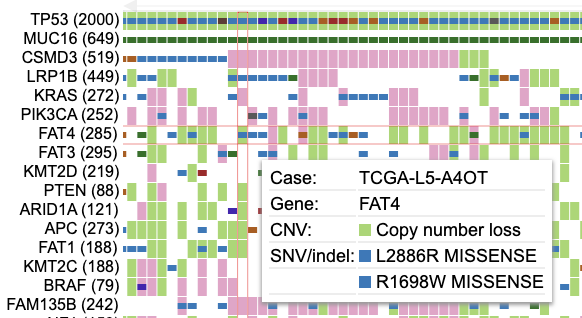 TP53 (2000)
MUC16 (649)
CSMD3 (519)
LRP1B (449)
KRAS (272)
PIK3CA (252)
FAT4 (285)
FAT3 (295)
KMT2D (219)
PTEN (88)
ARID1A (121)
APC (273)
FAT1 (188)
KMT2C (188)
BRAF (79)
FAM135B (242)
Case: TCGA-L5-A4OT
Gene: FAT4
CNV: Copy number loss
SNV/indel: L2886R MISSENSE
R1698W MISSENSE